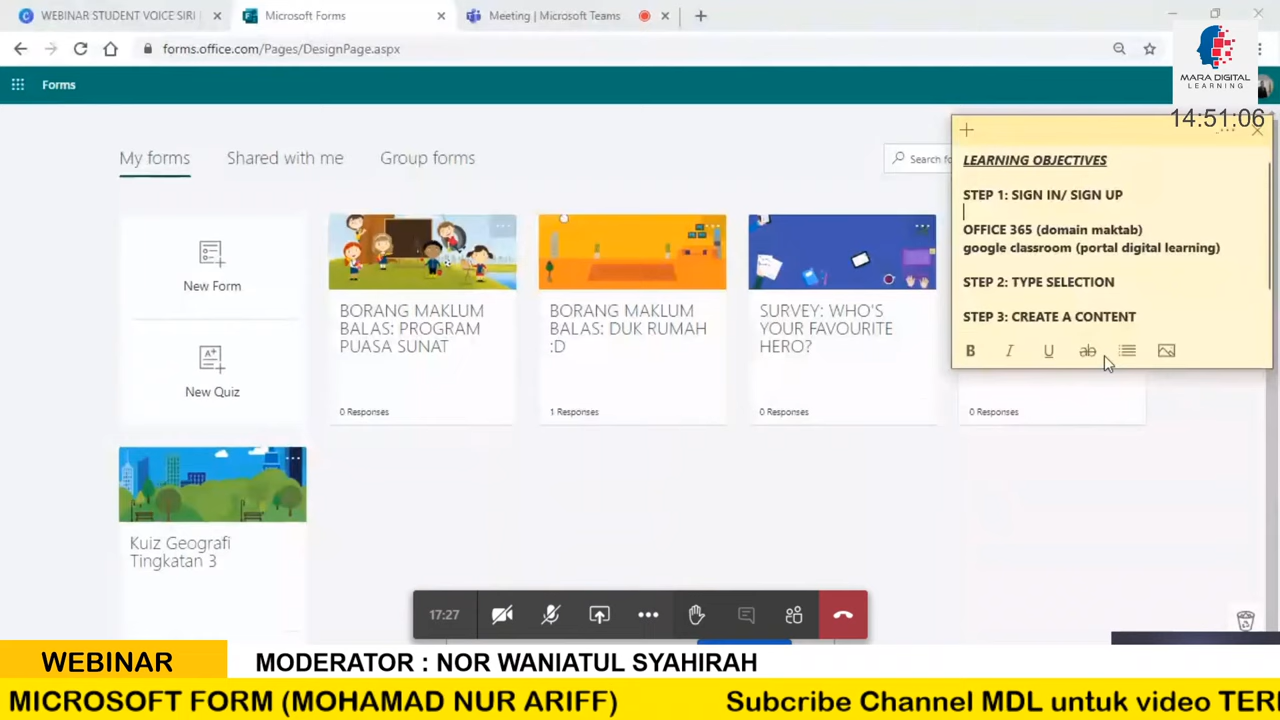 WEBINAR STUDENT VOICE SIRI
Microsoft Forms
Meeting | Microsoft Teams
forms.office.com/Pages/DesignPage.aspx
MARA DIGITAL
LEARNING
Forms
14:51:06
My forms
Shared with me
Group forms
Search fo
LEARNING OBJECTIVES
STEP 1: SIGN IN/ SIGN UP
OFFICE 365 (domain maktab)
google classroom (portal digital learning)
STEP 2: TYPE SELECTION
STEP 3: CREATE A CONTENT
B I U ab
New Form
New Quiz
BORANG MAKLUM
BALAS: PROGRAM
PUASA SUNAT
0 Responses
BORANG MAKLUM
BALAS: DUK RUMAH
:D
1 Responses
SURVEY: WHO'S
YOUR FAVOURITE
HERO?
0 Responses
0 Responses
Kuiz Geografi
Tingkatan 3
17:27
WEBINAR
MODERATOR : NOR WANIATUL SYAHIRAH
MICROSOFT FORM (MOHAMAD NUR ARIFF)
Subcribe Channel MDL untuk video TERI